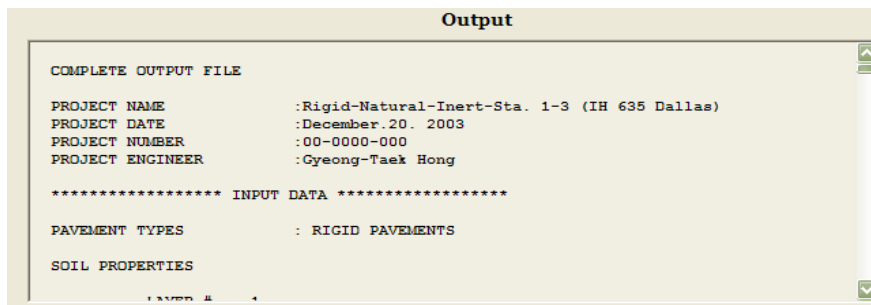 Output
COMPLETE OUTPUT FILE
PROJECT NAME :Rigid-Natural-Inert-Sta. 1-3 (IH 635 Dallas)
PROJECT DATE :December.20. 2003
PROJECT NUMBER :00-0000-000
PROJECT ENGINEER :Gyeong-Taek Hong
****************** INPUT DATA ******************
PAVEMENT TYPES : RIGID PAVEMENTS
SOIL PROPERTIES
LAYER # 1